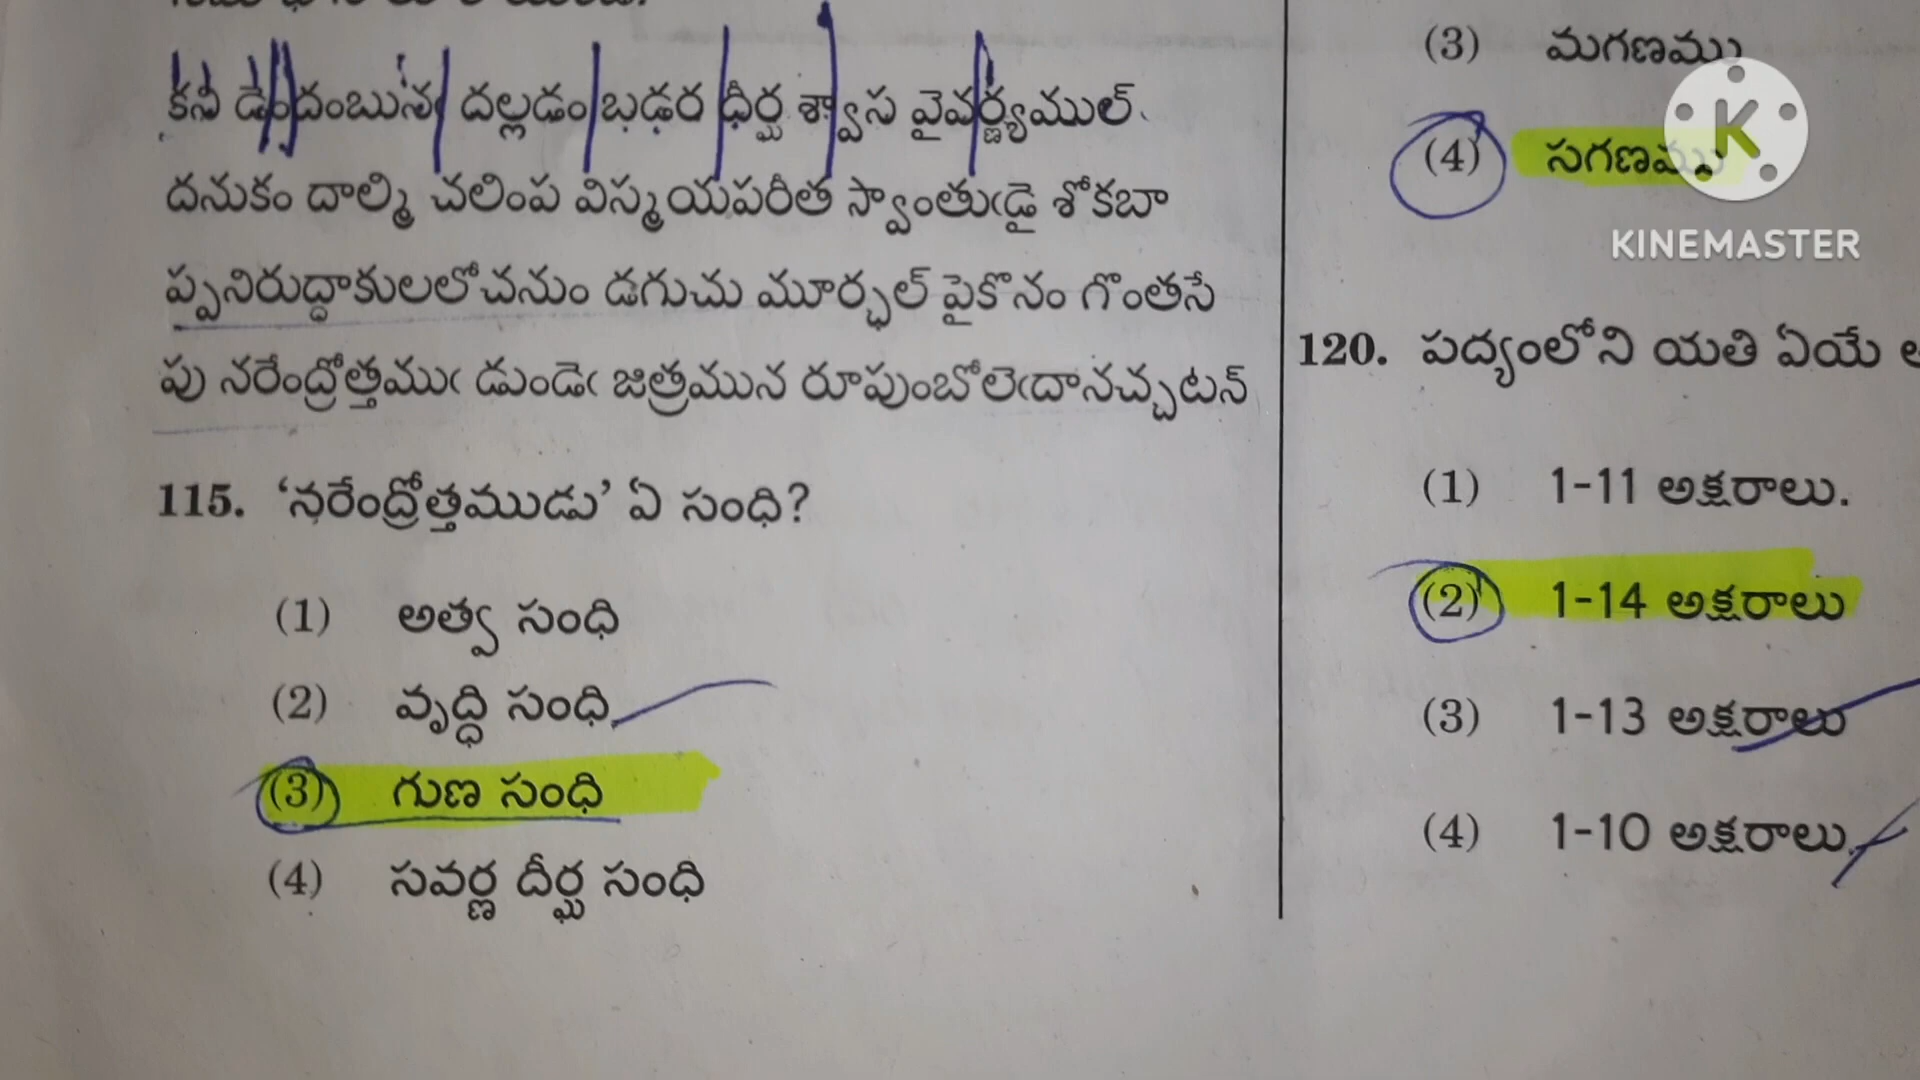 కనీ డెందంబున దల్లడం బడర ధీర్ఘ శ్వాస వైవర్ణ్యముల్
దనుకం దాల్మి చలింప విస్మయపరీత స్వాంతుఁడై శోకబా
ప్పనిరుద్ధాకులలోచనుం డగుచు మూర్ఛల్ పైకొనం గొంతసే
పు నరేంద్రోత్తముఁ డుండెఁ జిత్రమున రూపుంబోలెఁదానచ్చటన్
115. ‘నరేంద్రోత్తముడు’ ఏ సంధి?
(1) అత్వ సంధి
(2) వృద్ధి సంధి
(3) గుణ సంధి
(4) సవర్ణ దీర్ఘ సంధి
(3) మగణము
(4) సగణము
K
KINEMASTER
120. పద్యంలోని యతి ఏయే
(1) 1-11 అక్షరాలు.
(2) 1-14 అక్షరాలు
(3) 1-13 అక్షరాలు
(4) 1-10 అక్షరాలు.